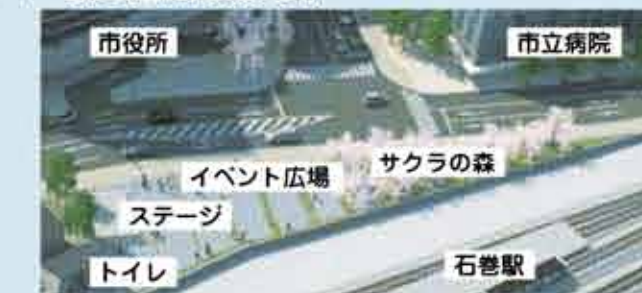 市役所
市立病院
サクラの森
イベント広場
ステージ
トイレ
石巻駅